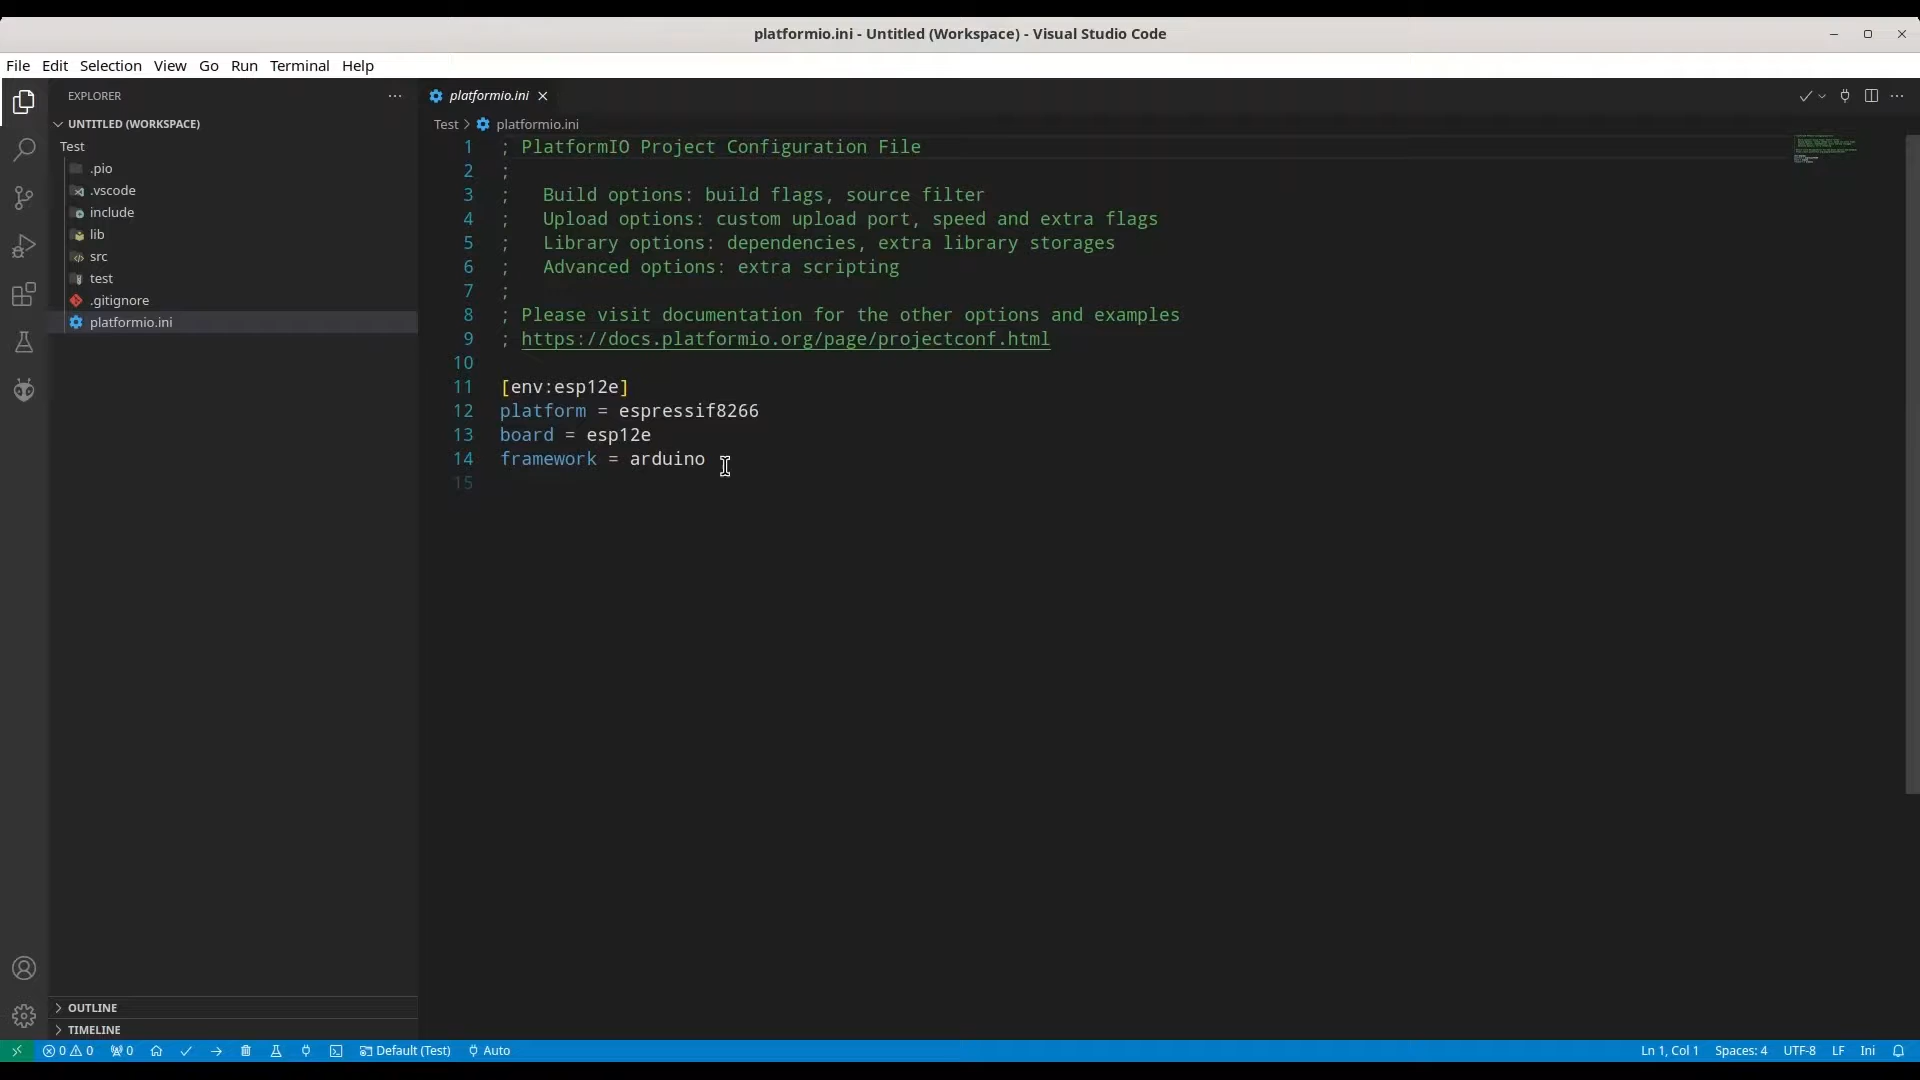 platformio.ini - Untitled (Workspace) - Visual Studio Code
File Edit Selection View Go Run Terminal Help
EXPLORER
UNTITLED (WORKSPACE)
Test
.pio
.vscode
include
lib
src
test
.gitignore
platformio.ini
OUTLINE
TIMELINE
platformio.ini
Test > platformio.ini
1 ; PlatformIO Project Configuration File
2 ;
3 ;   Build options: build flags, source filter
4 ;   Upload options: custom upload port, speed and extra flags
5 ;   Library options: dependencies, extra library storages
6 ;   Advanced options: extra scripting
7 ;
8 ; Please visit documentation for the other options and examples
9 ; https://docs.platformio.org/page/projectconf.html
10
11 [env:esp12e]
12 platform = espressif8266
13 board = esp12e
14 framework = arduino
15
0 0 0 Default (Test) Auto Ln 1, Col 1 Spaces: 4 UTF-8 LF Ini